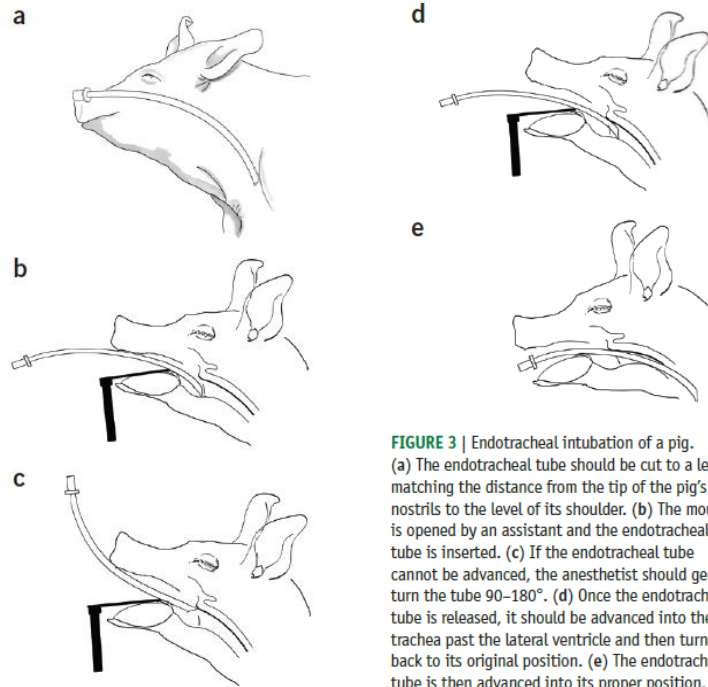 a
d
b
e
c
FIGURE 3 | Endotracheal intubation of a pig.
(a) The endotracheal tube should be cut to a
matching the distance from the tip of the pig's
nostrils to the level of its shoulder. (b) The
is opened by an assistant and the endotracheal
tube is inserted. (c) If the endotracheal tube
cannot be advanced, the anesthetist should
turn the tube 90–180°. (d) Once the
tube is released, it should be advanced into the
trachea past the lateral ventricle and then
back to its original position. (e) The
tube is then advanced into its proper position.